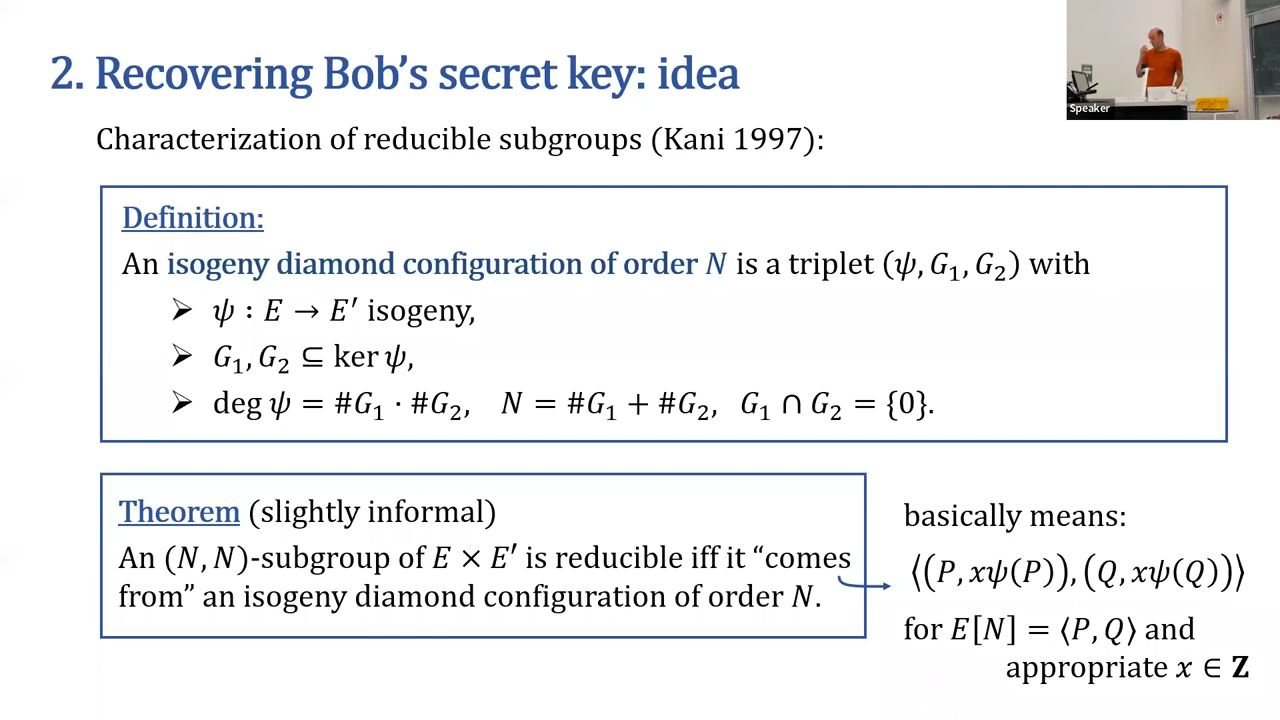 2. Recovering Bob's secret key: idea
Speaker
Characterization of reducible subgroups (Kani 1997):
Definition:
An isogeny diamond configuration of order N is a triplet (ψ, G₁, G₂) with
➢ ψ : E → E′ isogeny,
➢ G₁, G₂ ⊆ ker ψ,
➢ deg ψ = #G₁ · #G₂, N = #G₁ + #G₂, G₁ ∩ G₂ = {0}.
Theorem (slightly informal)
An (N, N)-subgroup of E × E′ is reducible iff it “comes
from” an isogeny diamond configuration of order N.
basically means:
⟨(P, xψ(P)), (Q, xψ(Q))⟩
for E[N] = ⟨P, Q⟩ and
appropriate x ∈ 𝐙